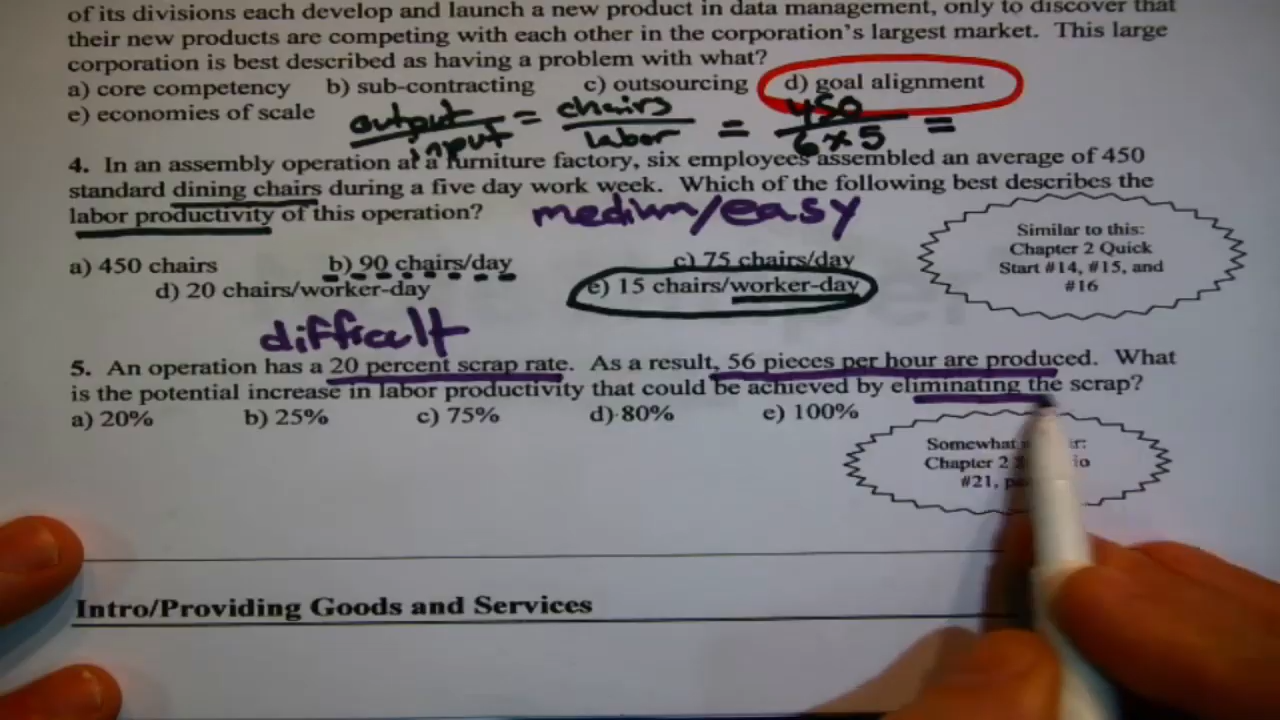 of its divisions each develop and launch a new product in data management, only to discover that
their new products are competing with each other in the corporation's largest market. This large
corporation is best described as having a problem with what?
a) core competency b) sub-contracting c) outsourcing d) goal alignment
e) economies of scale
output/input = chairs/labor = 450/6 x 5 =
4. In an assembly operation at a furniture factory, six employees assembled an average of 450
standard dining chairs during a five day work week. Which of the following best describes the
labor productivity of this operation?
medium/easy
a) 450 chairs b) 90 chairs/day c) 75 chairs/day
d) 20 chairs/worker-day e) 15 chairs/worker-day
Similar to this:
Chapter 2 Quick
Start #14, #15, and
#16
difficult
5. An operation has a 20 percent scrap rate. As a result, 56 pieces per hour are produced. What
is the potential increase in labor productivity that could be achieved by eliminating the scrap?
a) 20% b) 25% c) 75% d) 80% e) 100%
Somewhat
Chapter 2
#21,
Intro/Providing Goods and Services